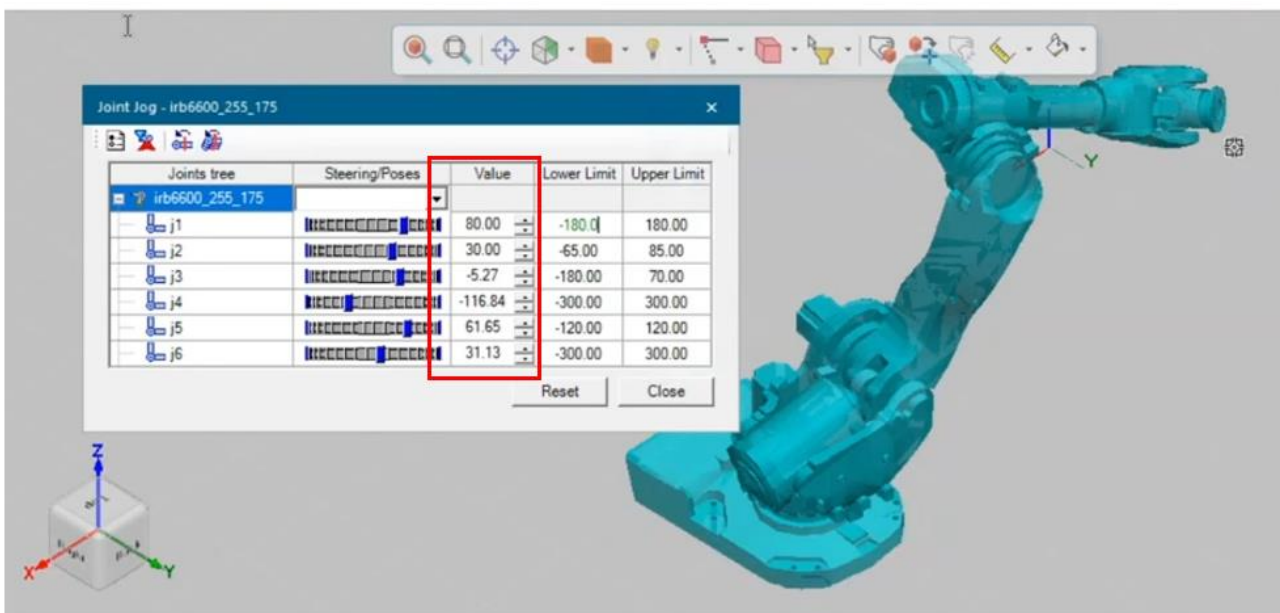 Joint Jog - irb6600_255_175
Joints tree Steering/Poses Value Lower Limit Upper Limit
irb6600_255_175
j1 80.00 -180.0 180.00
j2 30.00 -65.00 85.00
j3 -5.27 -180.00 70.00
j4 -116.84 -300.00 300.00
j5 61.65 -120.00 120.00
j6 31.13 -300.00 300.00
Reset Close
Y
Z
X Y